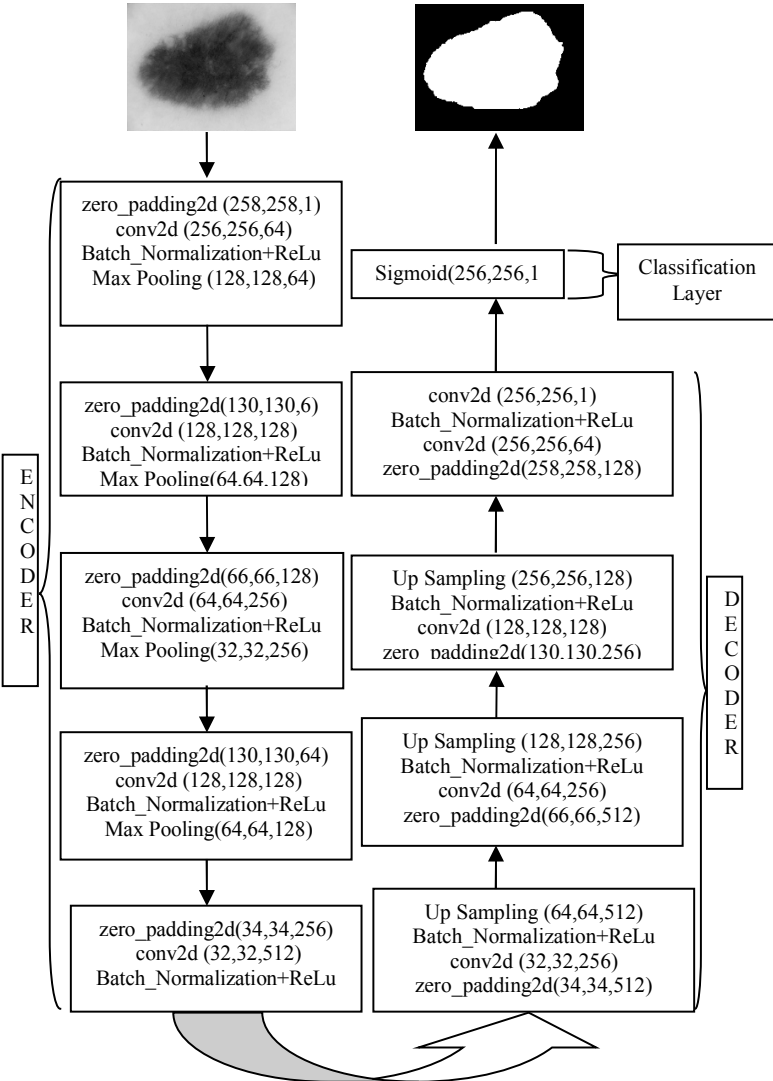 zero_padding2d (258,258,1)
conv2d (256,256,64)
Batch_Normalization+ReLu
Max Pooling (128,128,64)
zero_padding2d(130,130,6)
conv2d (128,128,128)
Batch_Normalization+ReLu
Max Pooling(64,64,128)
zero_padding2d(66,66,128)
conv2d (64,64,256)
Batch_Normalization+ReLu
Max Pooling(32,32,256)
zero_padding2d(130,130,64)
conv2d (128,128,128)
Batch_Normalization+ReLu
Max Pooling(64,64,128)
zero_padding2d(34,34,256)
conv2d (32,32,512)
Batch_Normalization+ReLu
ENCODER
Sigmoid(256,256,1
Classification
Layer
conv2d (256,256,1)
Batch_Normalization+ReLu
conv2d (256,256,64)
zero_padding2d(258,258,128)
Up Sampling (256,256,128)
Batch_Normalization+ReLu
conv2d (128,128,128)
zero_padding2d(130,130,256)
Up Sampling (128,128,256)
Batch_Normalization+ReLu
conv2d (64,64,256)
zero_padding2d(66,66,512)
Up Sampling (64,64,512)
Batch_Normalization+ReLu
conv2d (32,32,256)
zero_padding2d(34,34,512)
DECODER